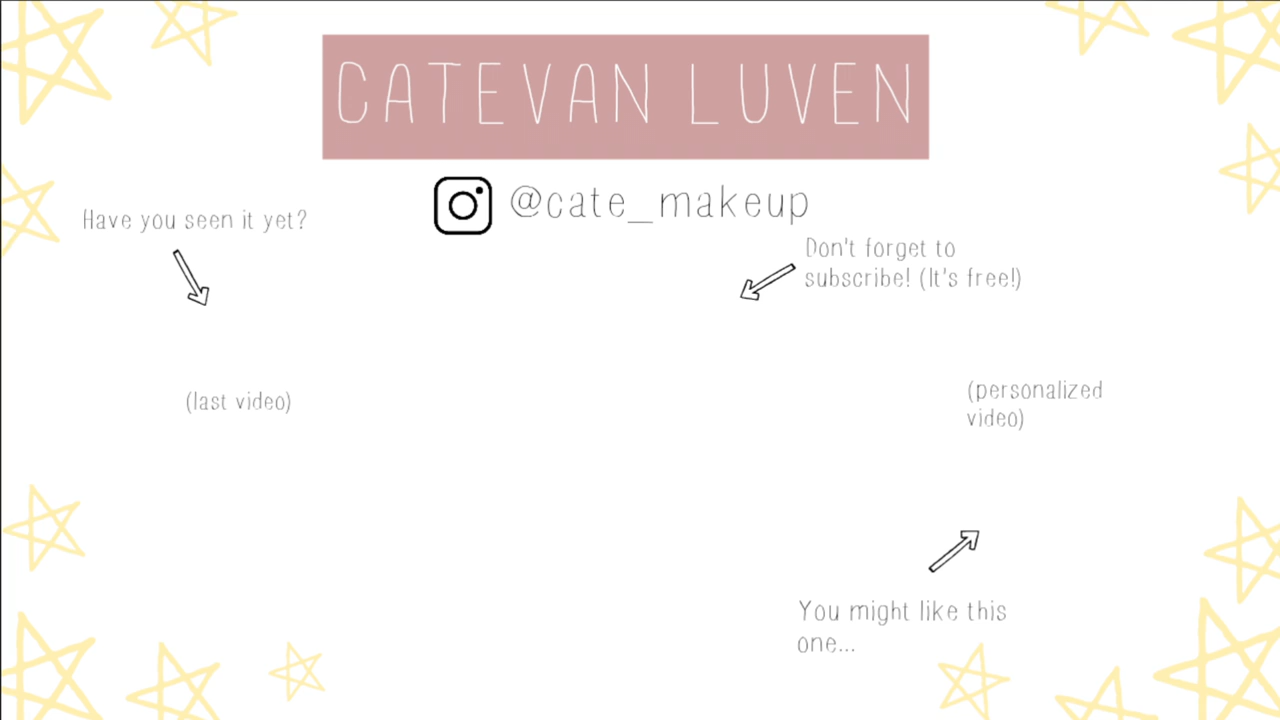 CATEVAN LUVEN
@cate_makeup
Have you seen it yet?
Don't forget to
subscribe! (It's free!)
(last video)
(personalized
video)
You might like this
one...